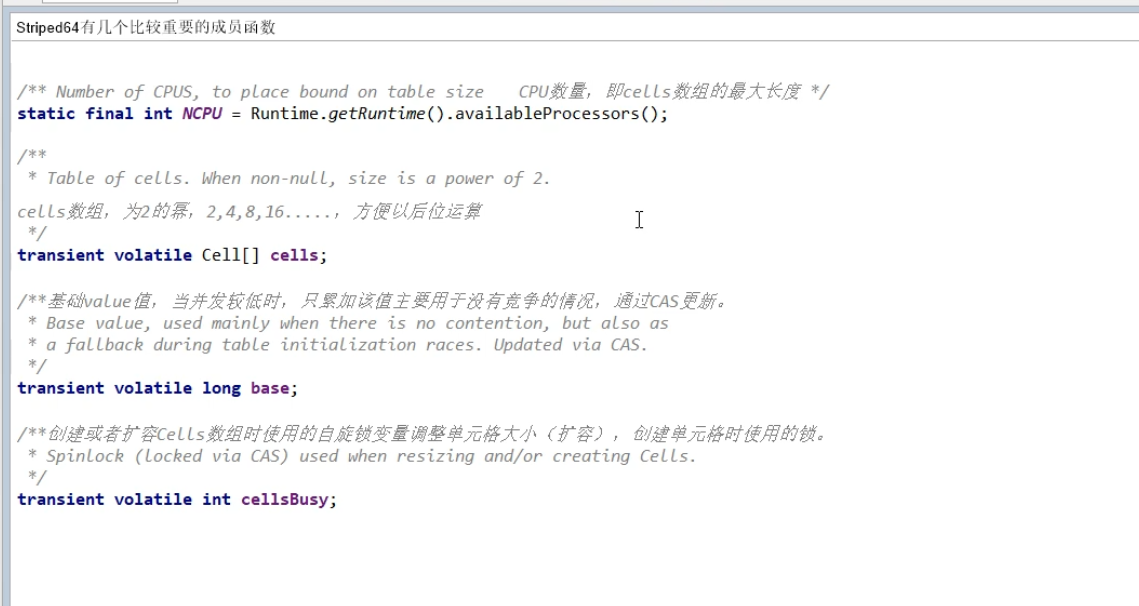 Striped64有几个比较重要的成员函数
/** Number of CPUS, to place bound on table size   CPU数量，即cells数组的最大长度 */
static final int NCPU = Runtime.getRuntime().availableProcessors();
/**
 * Table of cells. When non-null, size is a power of 2.
cells数组，为2的幂，2,4,8,16.....，方便以后位运算
 */
transient volatile Cell[] cells;
/**基础value值，当并发较低时，只累加该值主要用于没有竞争的情况，通过CAS更新。
 * Base value, used mainly when there is no contention, but also as
 * a fallback during table initialization races. Updated via CAS.
 */
transient volatile long base;
/**创建或者扩容Cells数组时使用的自旋锁变量调整单元格大小（扩容），创建单元格时使用的锁。
 * Spinlock (locked via CAS) used when resizing and/or creating Cells.
 */
transient volatile int cellsBusy;